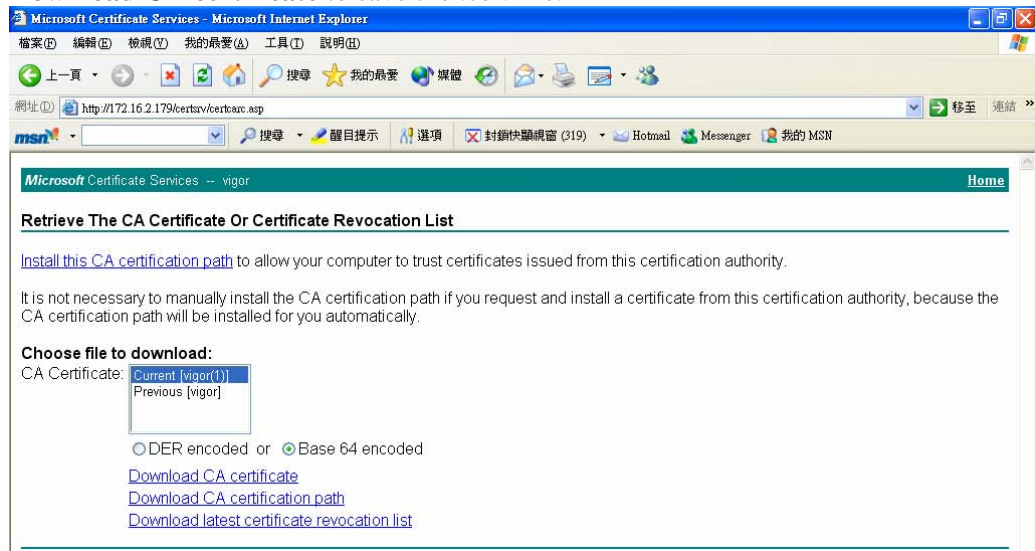 Microsoft Certificate Services - Microsoft Internet Explorer
檔案(F) 編輯(E) 檢視(V) 我的最愛(A) 工具(T) 說明(H)
上一頁 搜尋 我的最愛 媒體
網址(D) http://172.16.2.179/certsrv/certcarc.asp 移至 連結 »
msn 搜尋 醒目提示 選項 封鎖快顯視窗 (319) Hotmail Messenger 我的 MSN
Microsoft Certificate Services -- vigor Home
Retrieve The CA Certificate Or Certificate Revocation List
Install this CA certification path to allow your computer to trust certificates issued from this certification authority.
It is not necessary to manually install the CA certification path if you request and install a certificate from this certification authority, because the
CA certification path will be installed for you automatically.
Choose file to download:
CA Certificate: Current [vigor(1)]
Previous [vigor]
DER encoded or Base 64 encoded
Download CA certificate
Download CA certification path
Download latest certificate revocation list